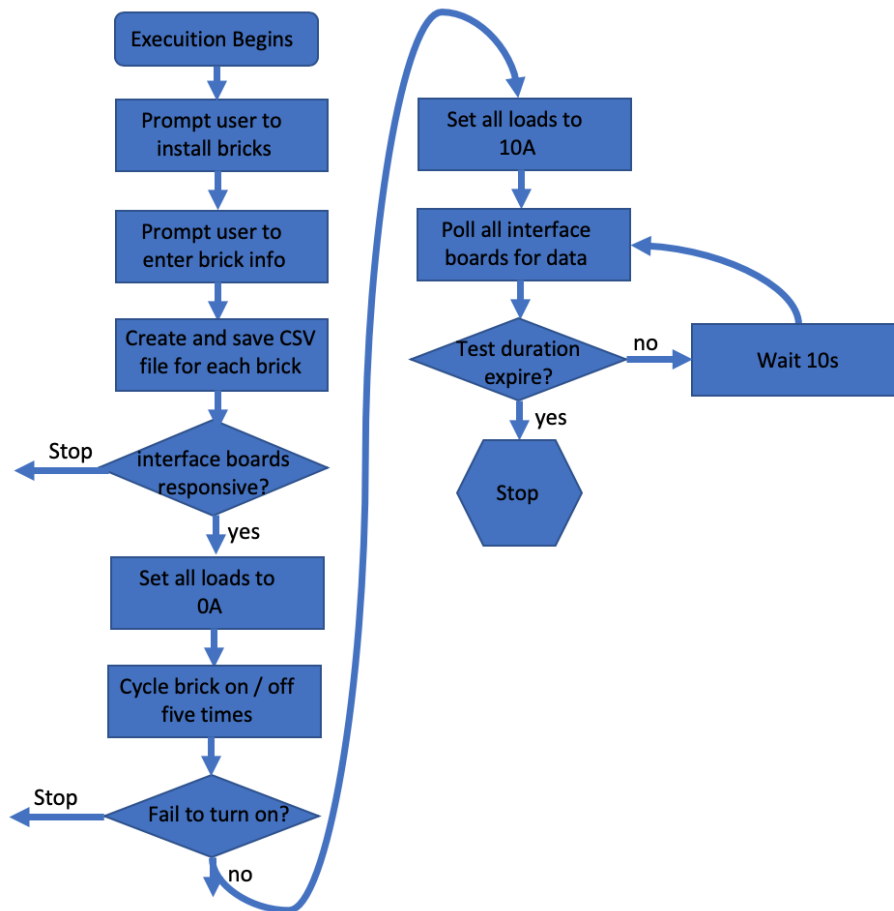 Execuition Begins
Prompt user to
install bricks
Prompt user to
enter brick info
Create and save CSV
file for each brick
Stop
interface boards
responsive?
yes
Set all loads to
0A
Cycle brick on / off
five times
Stop
Fail to turn on?
no
Set all loads to
10A
Poll all interface
boards for data
Test duration
expire?
no
Wait 10s
yes
Stop